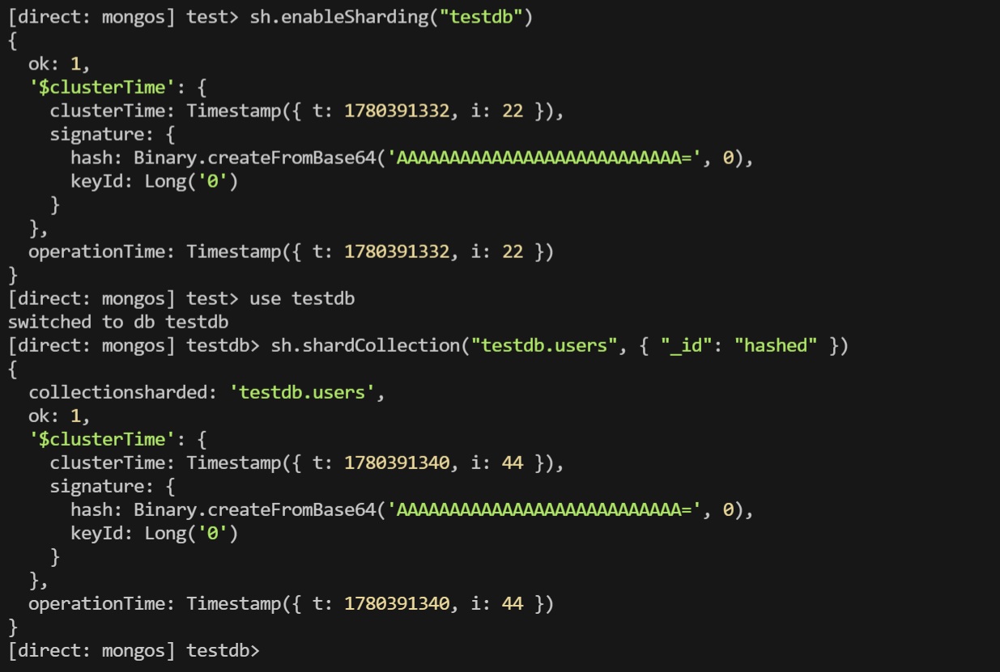 [direct: mongos] test> sh.enableSharding("testdb")
{
  ok: 1,
  '$clusterTime': {
    clusterTime: Timestamp({ t: 1780391332, i: 22 }),
    signature: {
      hash: Binary.createFromBase64('AAAAAAAAAAAAAAAAAAAAAAAAAAA=', 0),
      keyId: Long('0')
    }
  },
  operationTime: Timestamp({ t: 1780391332, i: 22 })
}
[direct: mongos] test> use testdb
switched to db testdb
[direct: mongos] testdb> sh.shardCollection("testdb.users", { "_id": "hashed" })
{
  collectionsharded: 'testdb.users',
  ok: 1,
  '$clusterTime': {
    clusterTime: Timestamp({ t: 1780391340, i: 44 }),
    signature: {
      hash: Binary.createFromBase64('AAAAAAAAAAAAAAAAAAAAAAAAAAA=', 0),
      keyId: Long('0')
    }
  },
  operationTime: Timestamp({ t: 1780391340, i: 44 })
}
[direct: mongos] testdb>